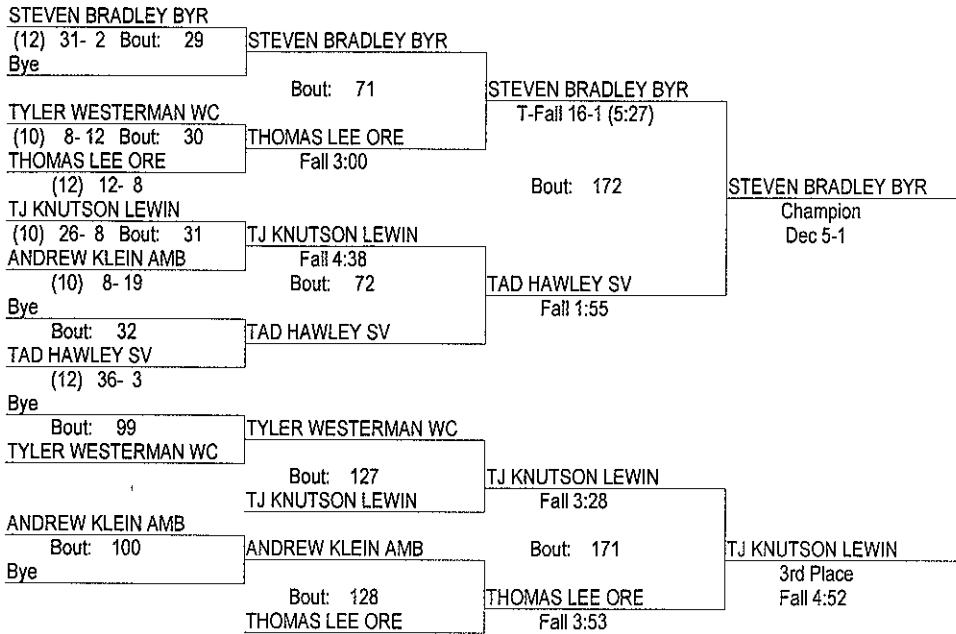 STEVEN BRADLEY BYR
(12) 31- 2 Bout: 29
Bye
STEVEN BRADLEY BYR
Bout: 71
TYLER WESTERMAN WC
(10) 8- 12 Bout: 30
THOMAS LEE ORE
(12) 12- 8
THOMAS LEE ORE
Fall 3:00
STEVEN BRADLEY BYR
T-Fall 16-1 (5:27)
Bout: 172
TJ KNUTSON LEWIN
(10) 26- 8 Bout: 31
ANDREW KLEIN AMB
(10) 8- 19
TJ KNUTSON LEWIN
Fall 4:38
Bout: 72
Bye
Bout: 32
TAD HAWLEY SV
(12) 36- 3
TAD HAWLEY SV
TAD HAWLEY SV
Fall 1:55
STEVEN BRADLEY BYR
Champion
Dec 5-1
Bye
Bout: 99
TYLER WESTERMAN WC
TYLER WESTERMAN WC
Bout: 127
TJ KNUTSON LEWIN
TJ KNUTSON LEWIN
Fall 3:28
Bout: 171
ANDREW KLEIN AMB
Bout: 100
Bye
ANDREW KLEIN AMB
Bout: 128
THOMAS LEE ORE
THOMAS LEE ORE
Fall 3:53
TJ KNUTSON LEWIN
3rd Place
Fall 4:52